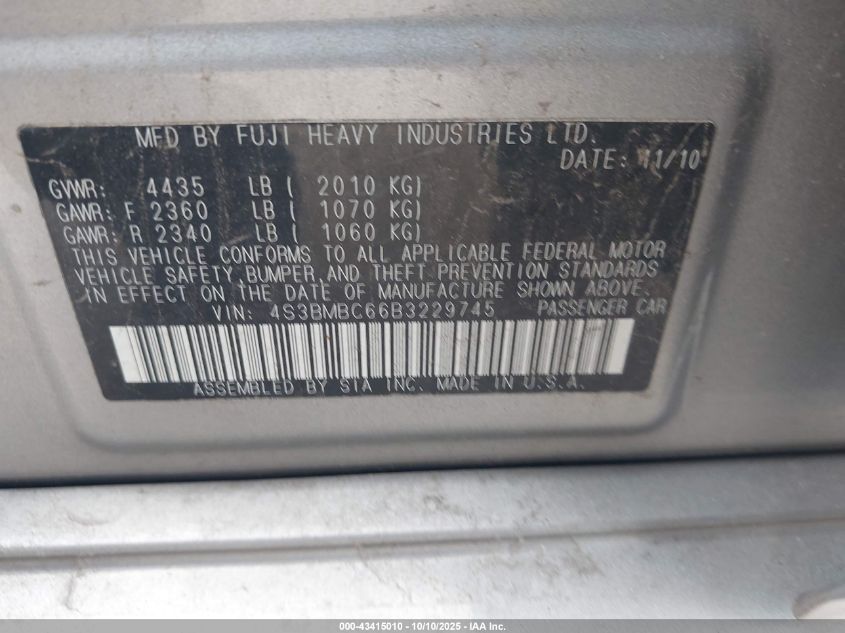 MFD BY FUJI HEAVY INDUSTRIES LTD.
DATE: 11/10
GVWR: 4435 LB ( 2010 KG)
GAWR: F 2360 LB ( 1070 KG)
GAWR: R 2340 LB ( 1060 KG)
THIS VEHICLE CONFORMS TO ALL APPLICABLE FEDERAL MOTOR
VEHICLE SAFETY, BUMPER, AND THEFT PREVENTION STANDARDS
IN EFFECT ON THE DATE OF MANUFACTURE SHOWN ABOVE.
VIN: 4S3BMBC66B3229745 PASSENGER CAR
ASSEMBLED BY SIA INC. MADE IN U.S.A.
000-43415010 - 10/10/2025 - IAA Inc.